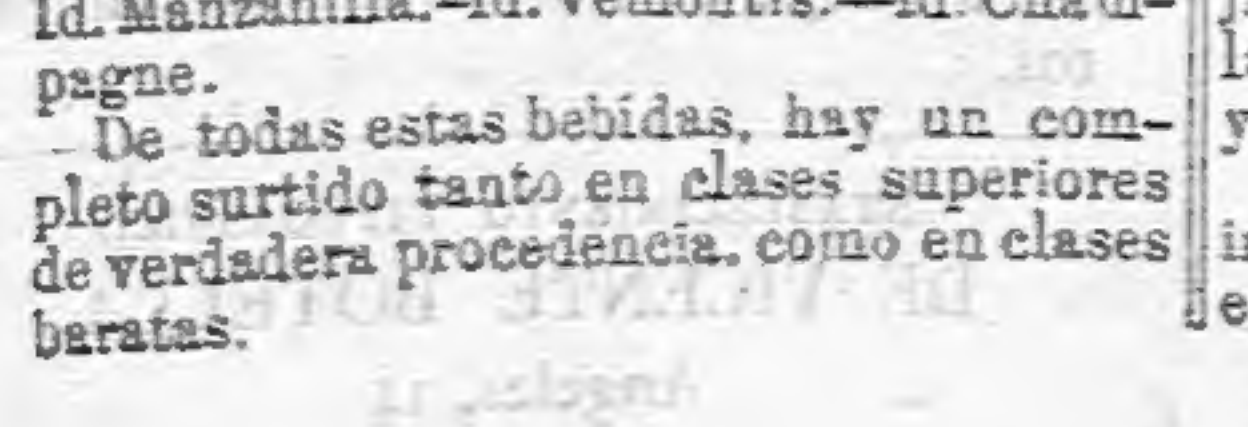 Id. Manzanilla.—Id. Vemontis.—Id. Cham-
pagne.
De todas estas bebidas, hay un com-
pleto surtido tanto en clases superiores
de verdadera procedencia, como en clases
baratas.